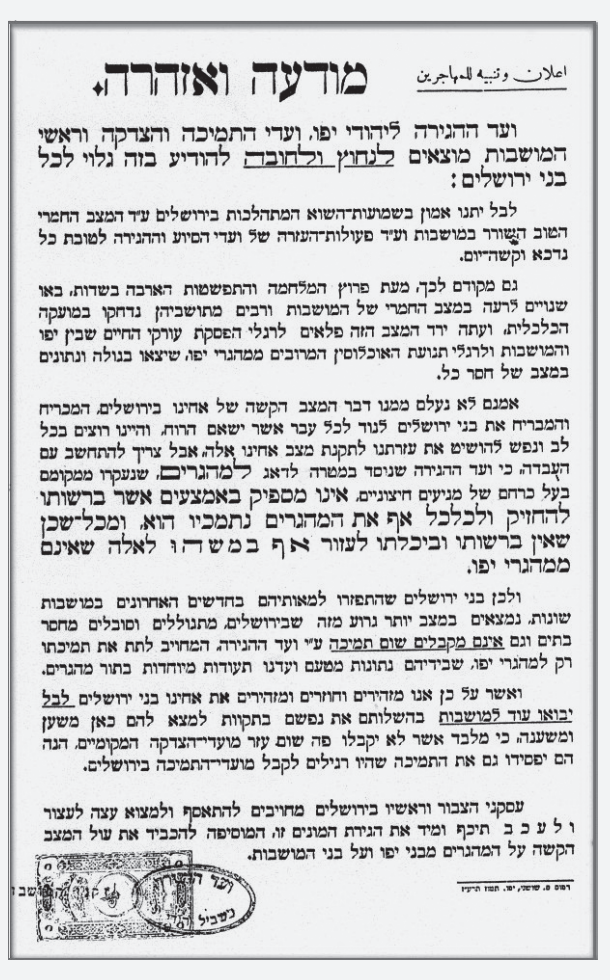 اعلان وتنبيه للمهاجرين
מודעה ואזהרה.
ועד ההגירה ליהודי יפו, ועדי התמיכה והצדקה וראשי
המושבות מוצאים לנחוץ ולחובה להודיע בזה גלוי לכל
בני ירושלים:
לבל יתנו אמון בשמועות־השוא המתהלכות בירושלים ע״ד המצב החמרי
הטוב השורר במושבות וע״ד פעולות־העזרה של ועדי הסיוע וההגירה לטובת כל
נדכא וקשה־יום.
גם מקודם לכך, מעת פרוץ המלחמה והתפשטות הארבה בשדות, באו
שנויים לרעה במצב החמרי של המושבות ורבים מתושביהן נדחקו במועקה
הכלכלית, ועתה ירד המצב הזה פלאים לרגלי הפסקת עורקי החיים שבין יפו
והמושבות ולרגלי תנועת האוכלוסין המרובים ממהגרי יפו, שיצאו בגולה ונתונים
במצב של חסר כל.
אמנם לא נעלם ממנו דבר המצב הקשה של אחינו בירושלים, המכריח
והמבריח את בני ירושלים לנוד לכל עבר אשר ישאם הרוח, והיינו רוצים בכל
לב ונפש להושיט את עזרתנו לתקנת מצב אחינו אלה, אבל צריך להתחשב עם
העבדה, כי ועד ההגירה שניסד במטרה לדאג למהגרים, שנעקרו ממקומם
בעל כרחם של מניעים חיצוניים, אינו מספיק באמצעים אשר ברשותו
להחזיק ולכלכל אף את המהגרים נתמכיו הוא, ומכל־שכן
שאין ברשותו וביכלתו לעזור אף במשהו לאלה שאינם
ממהגרי יפו.
ולכן בני ירושלים שהתפזרו למאותיהם בחדשים האחרונים במושבות
שונות, נמצאים במצב יותר גרוע מזה שבירושלים, מתגוללים וסובלים מחסר
בתים וגם אינם מקבלים שום תמיכה ע״י ועד ההגירה, המחויב לתת את תמיכתו
רק למהגרי יפו, שבידיהם נתונות מטעם ועדנו תעודות מיוחדות בתור מהגרים.
ואשר על כן אנו מזהירים וחוזרים ומזהירים את אחינו בני ירושלים לבל
יבואו עוד למושבות בהשלותם את נפשם בתקוות למצא להם כאן משען
ומשענה, כי מלבד אשר לא יקבלו פה שום עזר מועדי־הצדקה המקומיים, הנה
הם יפסידו גם את התמיכה שהיו רגילים לקבל מועדי־התמיכה בירושלים.
עסקני הצבור וראשיו בירושלים מחויבים להתאסף ולמצוא עצה לעצור
ולעכב תיכף ומיד את הגירת המונים זו, המוסיפה להכביד את עול המצב
הקשה על המהגרים מבני יפו ועל בני המושבות.
דפוס ס. שושני, יפו. תמוז תרע״ז
ועד ההגירה